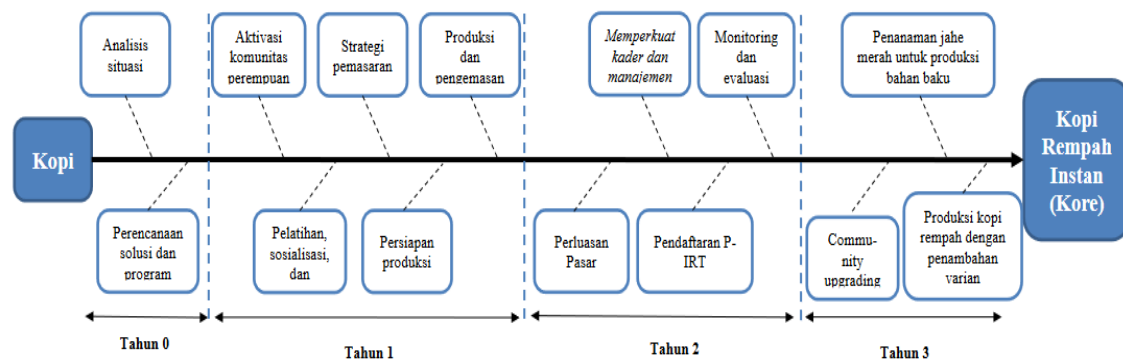 Analisis
situasi
Aktivasi
komunitas
perempuan
Strategi
pemasaran
Produksi
dan
pengemasan
Memperkuat
kader dan
manajemen
Monitoring
dan
evaluasi
Penanaman jahe
merah untuk produksi
bahan baku
Kopi
Kopi
Rempah
Instan
(Kore)
Perencanaan
solusi dan
program
Pelatihan,
sosialisasi,
dan
Persiapan
produksi
Perluasan
Pasar
Pendaftaran P-
IRT
Commu-
nity
upgrading
Produksi kopi
rempah dengan
penambahan
varian
Tahun 0
Tahun 1
Tahun 2
Tahun 3